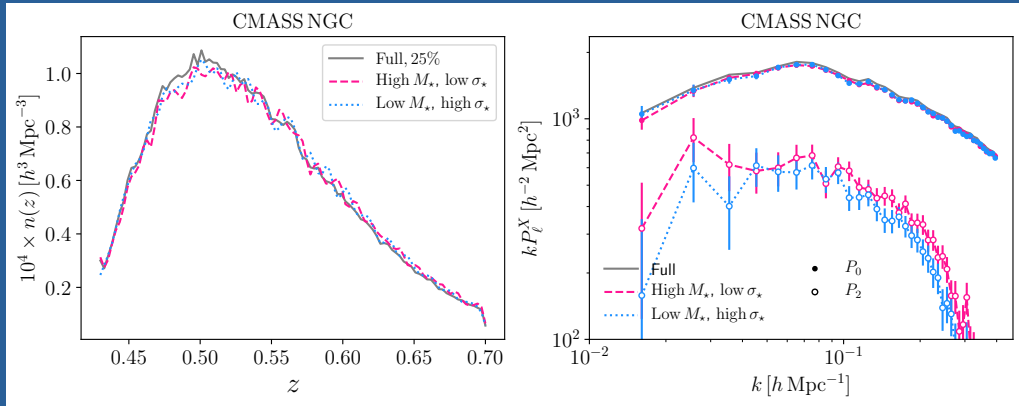 CMASS NGC
10⁴ × n(z) [h³ Mpc⁻³]
1.0
0.8
0.6
0.4
0.2
Full, 25%
High M⋆, low σ⋆
Low M⋆, high σ⋆
0.45 0.50 0.55 0.60 0.65 0.70
z
CMASS NGC
kP_ℓ^X [h⁻² Mpc²]
10³
10²
Full
High M⋆, low σ⋆
Low M⋆, high σ⋆
P₀
P₂
10⁻² 10⁻¹
k [h Mpc⁻¹]